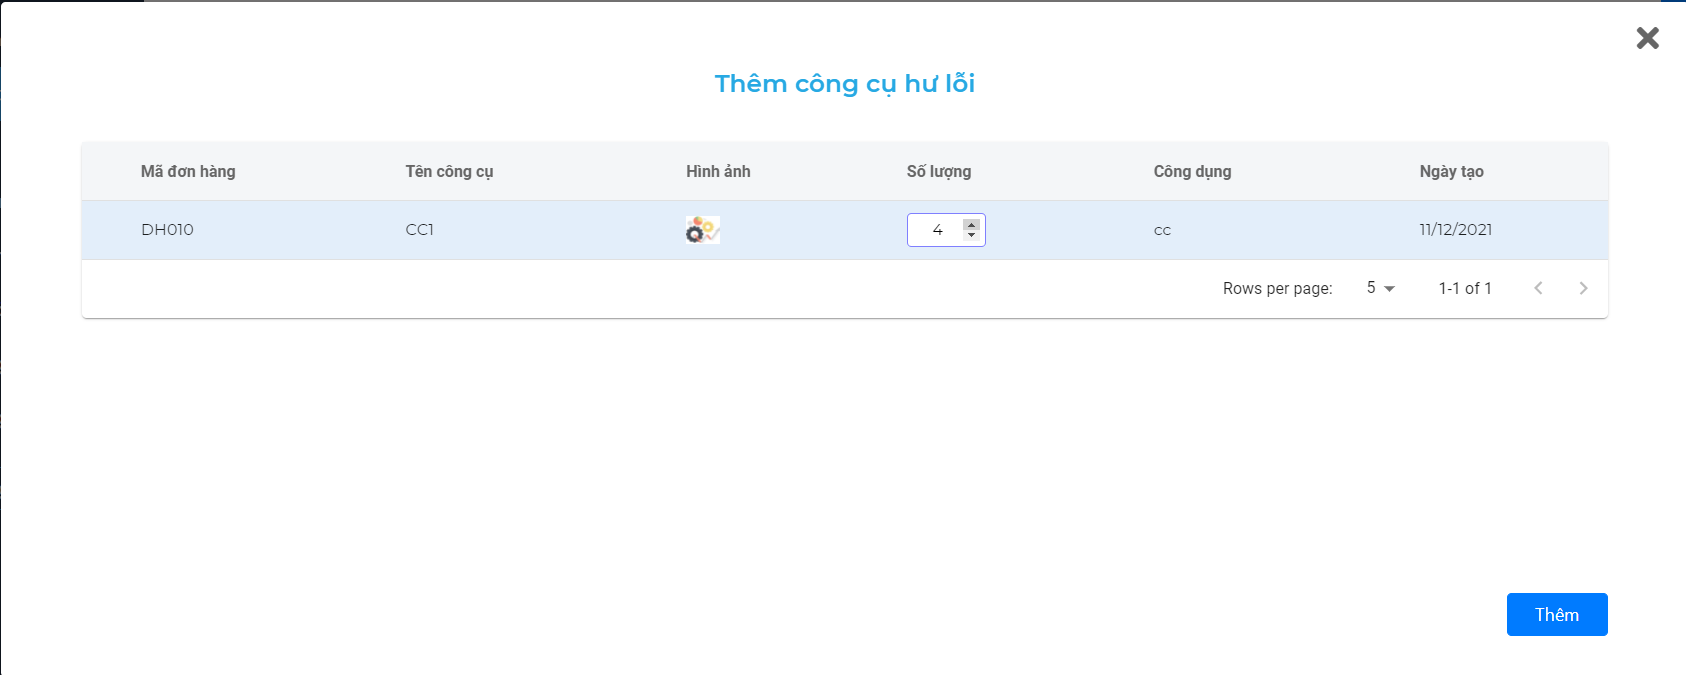 Thêm công cụ hư lỗi
Mã đơn hàng Tên công cụ Hình ảnh Số lượng Công dụng Ngày tạo
DH010 CC1 4 cc 11/12/2021
Rows per page: 5 1-1 of 1
Thêm